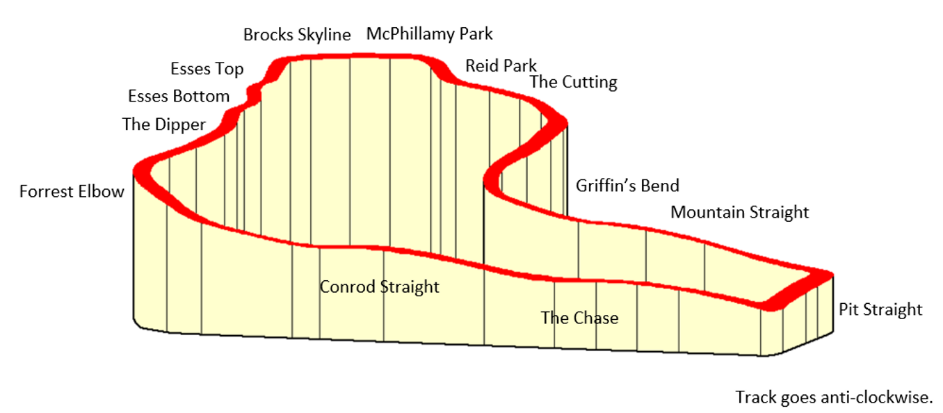 Brocks Skyline
McPhillamy Park
Esses Top
Reid Park
The Cutting
Esses Bottom
The Dipper
Forrest Elbow
Griffin's Bend
Mountain Straight
Conrod Straight
The Chase
Pit Straight
Track goes anti-clockwise.